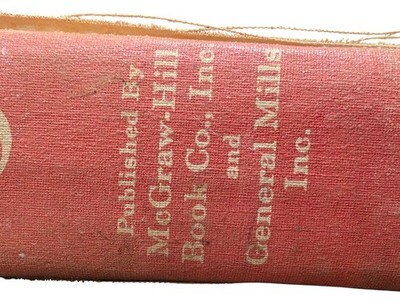 Published By
McGraw-Hill
Book Co., Inc.
and
General Mills
Inc.